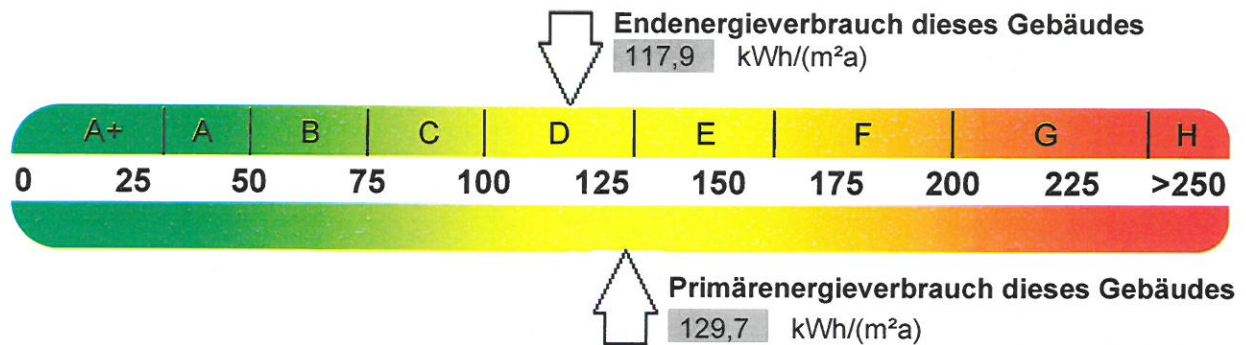 Endenergieverbrauch dieses Gebäudes
117,9 kWh/(m²a)
A+ A B C D E F G H
0 25 50 75 100 125 150 175 200 225 >250
Primärenergieverbrauch dieses Gebäudes
129,7 kWh/(m²a)